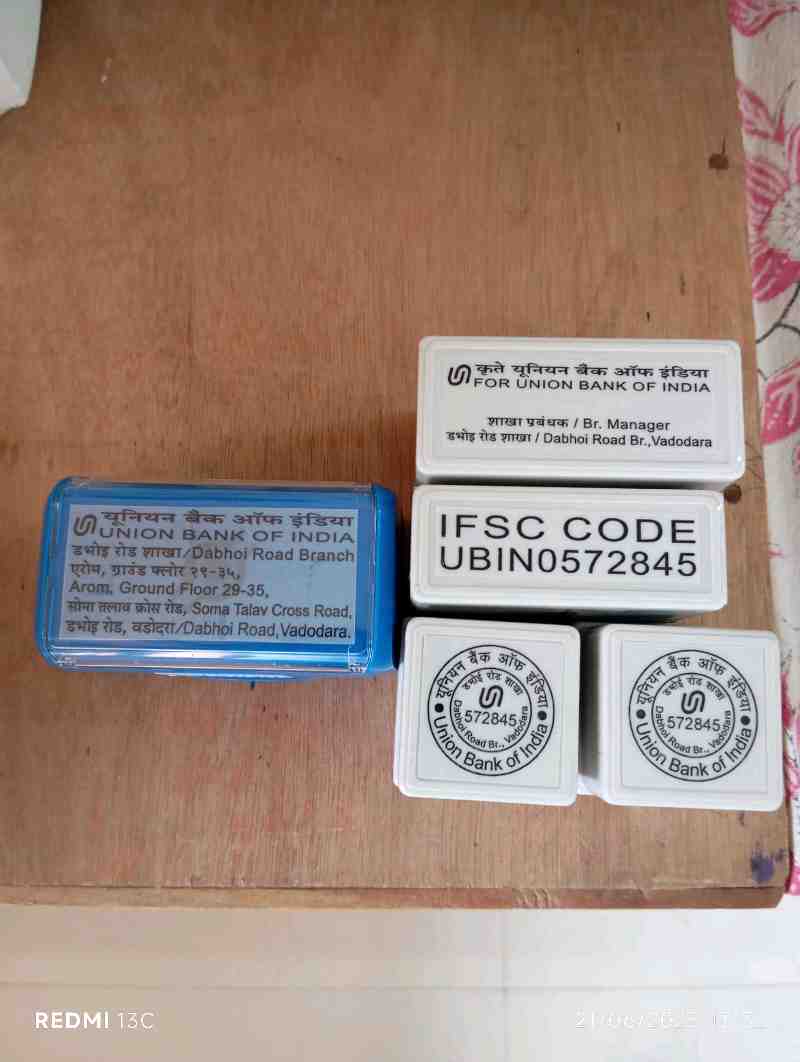 कृते यूनियन बैंक ऑफ इंडिया
FOR UNION BANK OF INDIA
शाखा प्रबंधक / Br. Manager
डभोइ रोड शाखा / Dabhoi Road Br.,Vadodara
यूनियन बैंक ऑफ इंडिया
UNION BANK OF INDIA
डभोइ रोड शाखा/Dabhoi Road Branch
एरोम, ग्राउंड फ्लोर २९-३५,
Arom, Ground Floor 29-35,
सोमा तलाव क्रोस रोड, Soma Talav Cross Road,
डभोइ रोड, वडोदरा/Dabhoi Road,Vadodara.
IFSC CODE
UBIN0572845
यूनियन बैंक ऑफ इंडिया
डभोई रोड शाखा
572845
Dabhoi Road Br., Vadodara
Union Bank of India
यूनियन बैंक ऑफ इंडिया
डभोई रोड शाखा
572845
Dabhoi Road Br., Vadodara
Union Bank of India
REDMI 13C